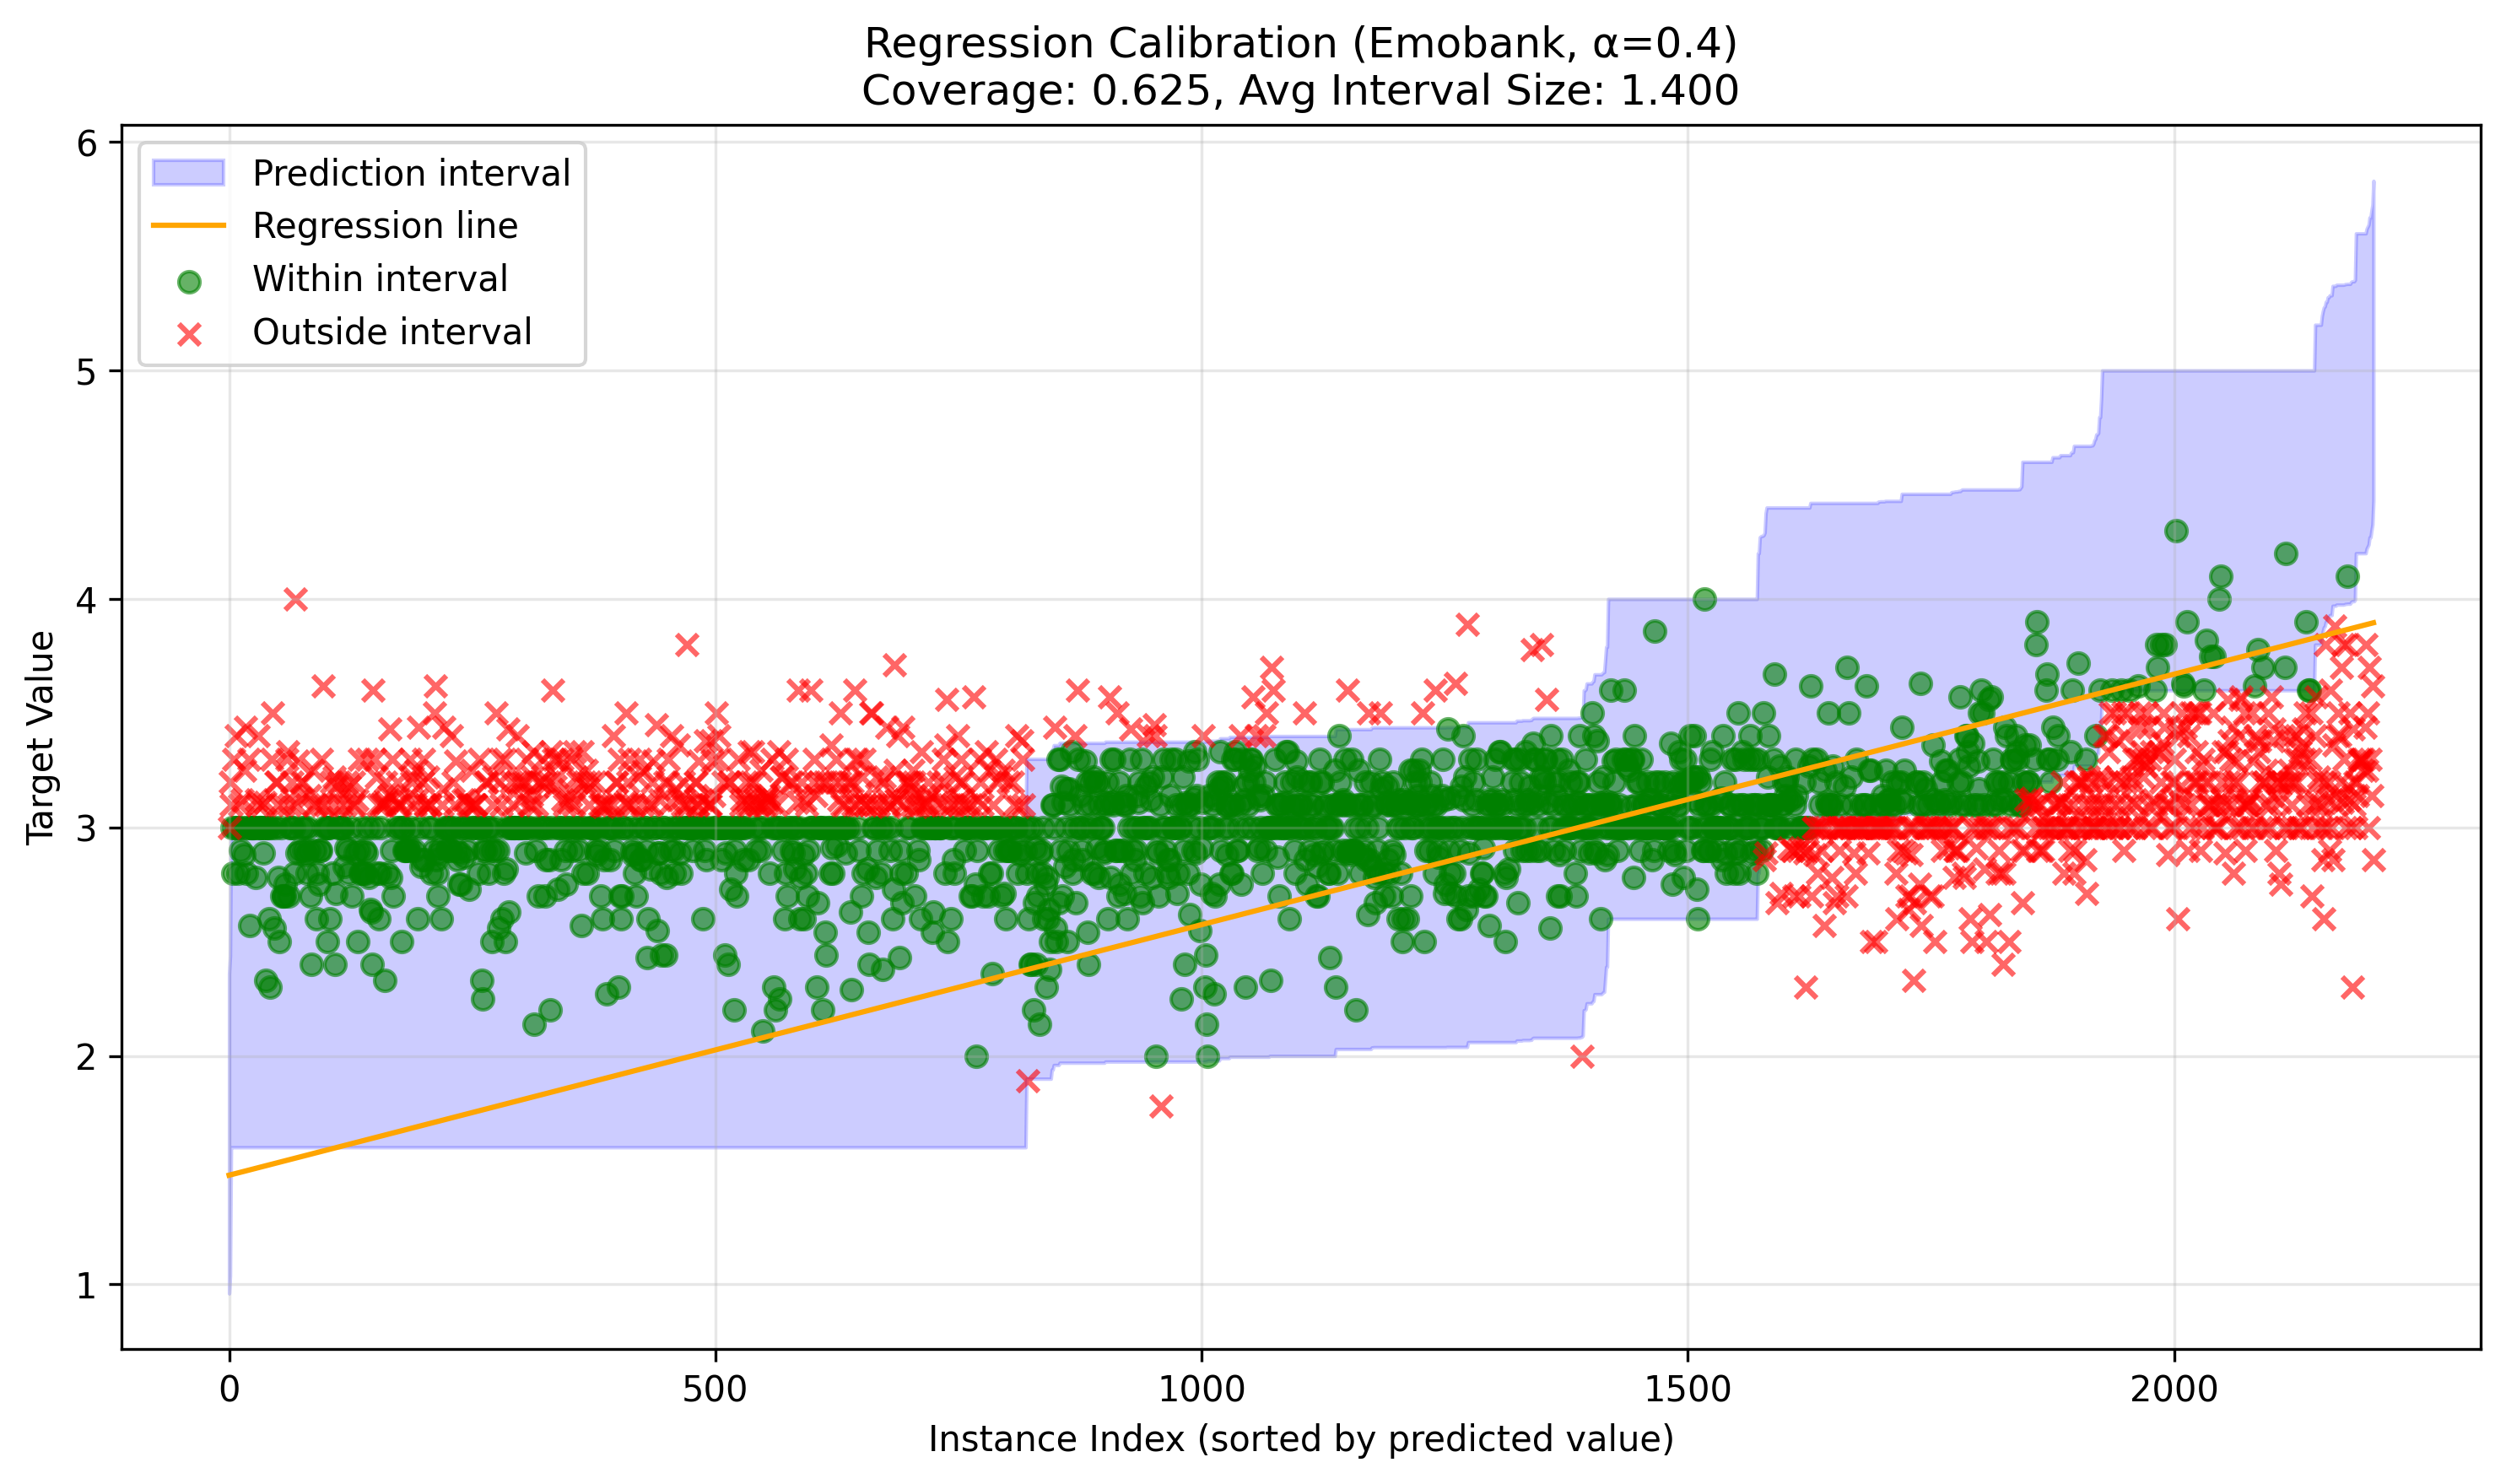 Regression Calibration (Emobank, α=0.4)
Coverage: 0.625, Avg Interval Size: 1.400
Prediction interval
Regression line
Within interval
Outside interval
Target Value
6
5
4
3
2
1
0
500
1000
1500
2000
Instance Index (sorted by predicted value)